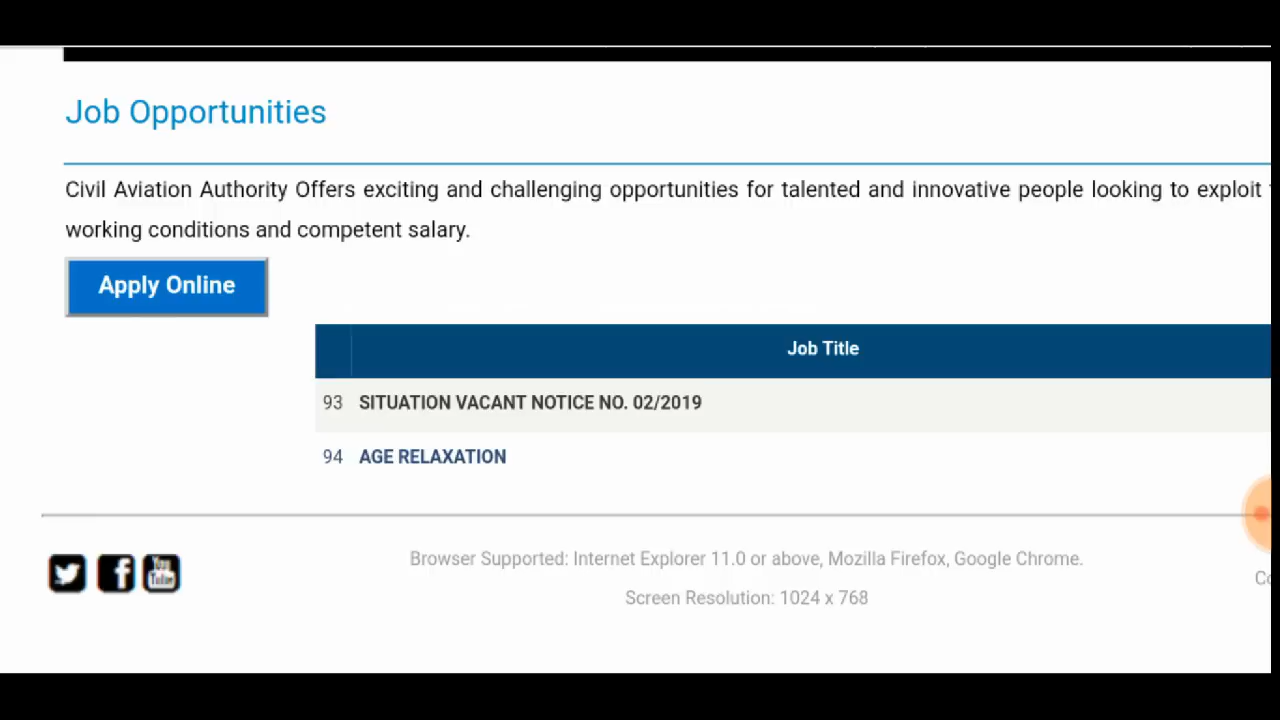 Job Opportunities
Civil Aviation Authority Offers exciting and challenging opportunities for talented and innovative people looking to exploit
working conditions and competent salary.
Apply Online
Job Title
93 SITUATION VACANT NOTICE NO. 02/2019
94 AGE RELAXATION
Browser Supported: Internet Explorer 11.0 or above, Mozilla Firefox, Google Chrome.
Screen Resolution: 1024 x 768
You Tube